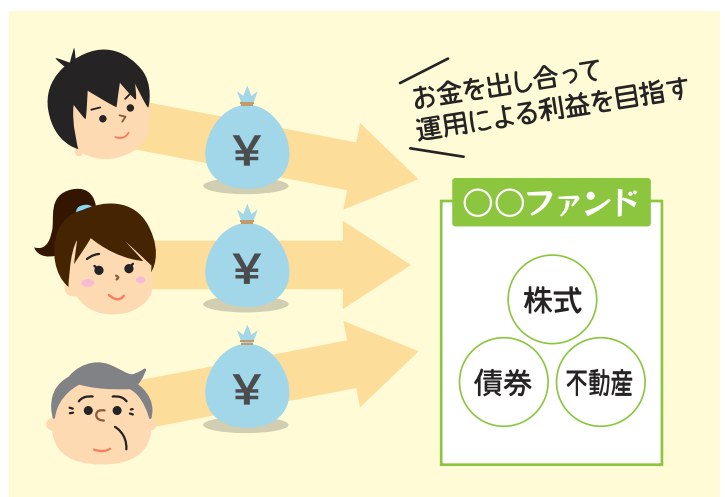 お金を出し合って
運用による利益を目指す
¥
¥
¥
〇〇ファンド
株式
債券
不動産